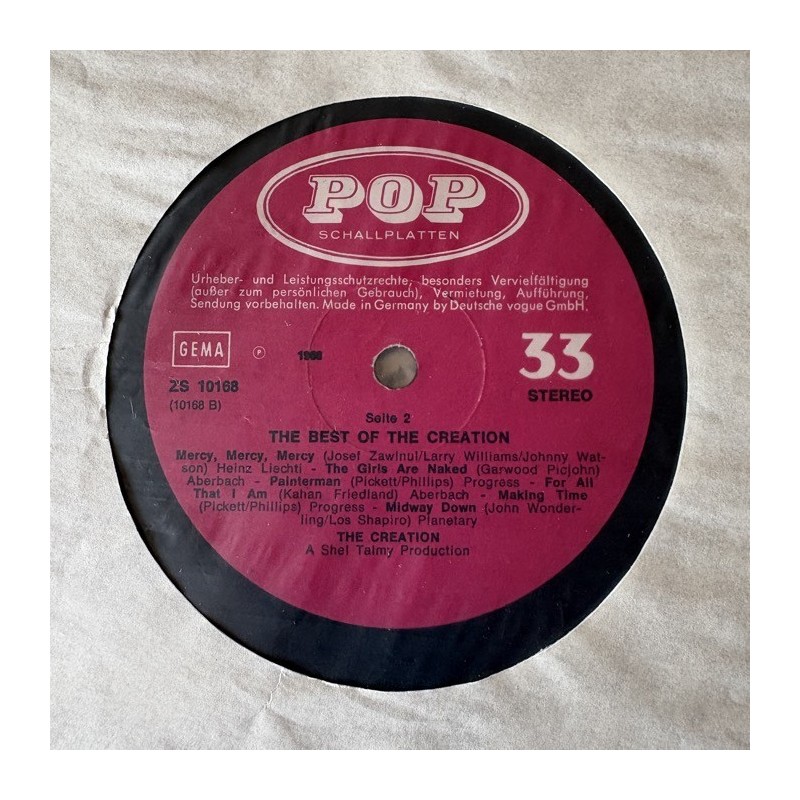 POP
SCHALLPLATTEN
Urheber- und Leistungsschutzrechte, besonders Vervielfältigung
(außer zum persönlichen Gebrauch), Vermietung, Aufführung,
Sendung vorbehalten. Made in Germany by Deutsche vogue GmbH.
GEMA ℗ 1968 33
ZS 10168 STEREO
(10168 B)
Seite 2
THE BEST OF THE CREATION
Mercy, Mercy, Mercy (Josef Zawinul/Larry Williams/Johnny Wat-
son) Heinz Liechti - The Girls Are Naked (Garwood Picjohn)
Aberbach - Painterman (Pickett/Phillips) Progress - For All
That I Am (Kahan Friedland) Aberbach - Making Time
(Pickett/Phillips) Progress - Midway Down (John Wonder-
ling/Los Shapiro) Planetary
THE CREATION
A Shel Talmy Production